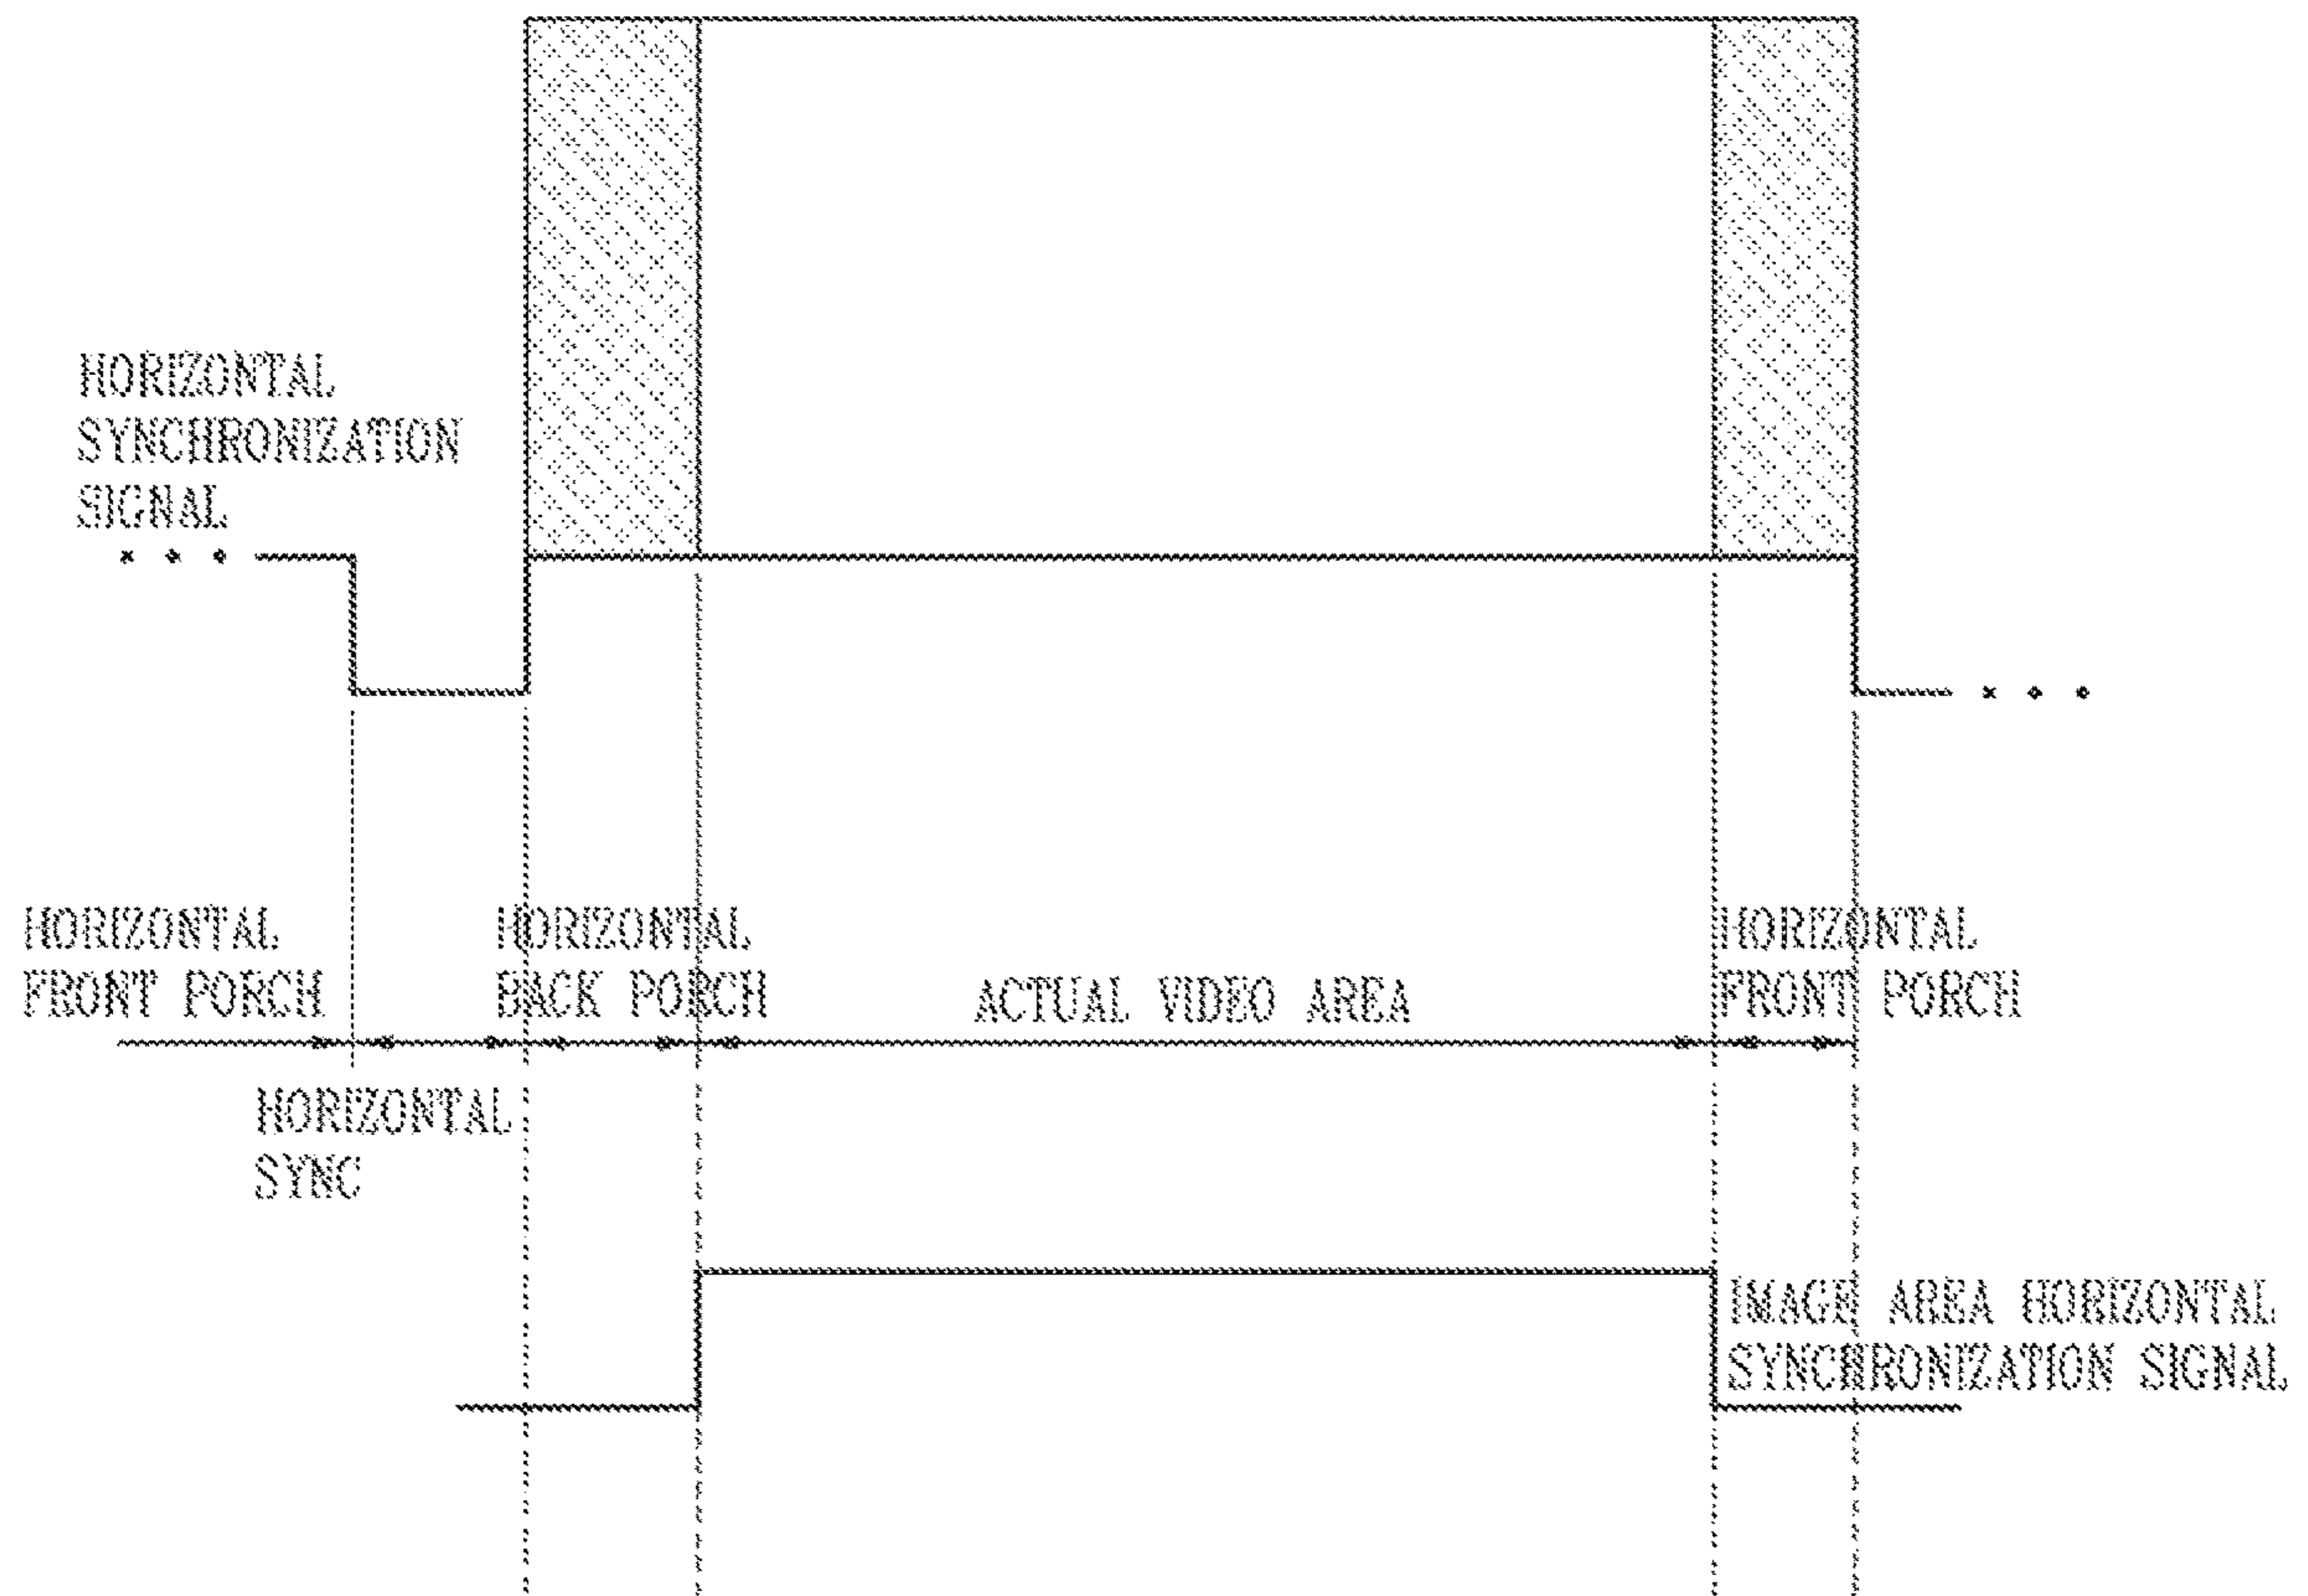 HORIZONTAL
SYNCHRONIZATION
SIGNAL
HORIZONTAL
FRONT PORCH
HORIZONTAL
BACK PORCH
ACTUAL VIDEO AREA
HORIZONTAL
FRONT PORCH
HORIZONTAL
SYNC
IMAGE AREA HORIZONTAL
SYNCHRONIZATION SIGNAL